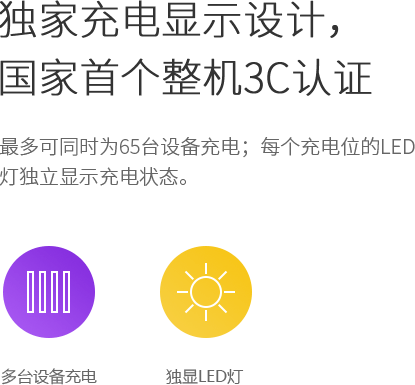 独家充电显示设计，
国家首个整机3C认证
最多可同时为65台设备充电；每个充电位的LED
灯独立显示充电状态。
多台设备充电
独显LED灯